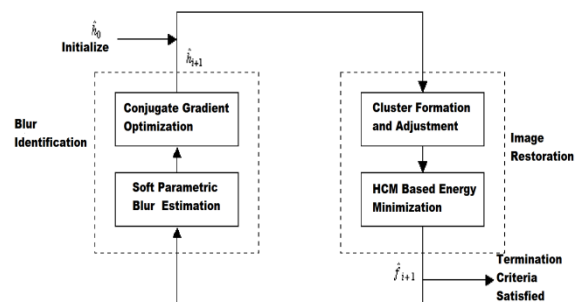 ĥ0
Initialize
ĥi+1
Blur
Identification
Conjugate Gradient
Optimization
Soft Parametric
Blur Estimation
Cluster Formation
and Adjustment
HCM Based Energy
Minimization
Image
Restoration
f̂ i+1
Termination
Criteria
Satisfied